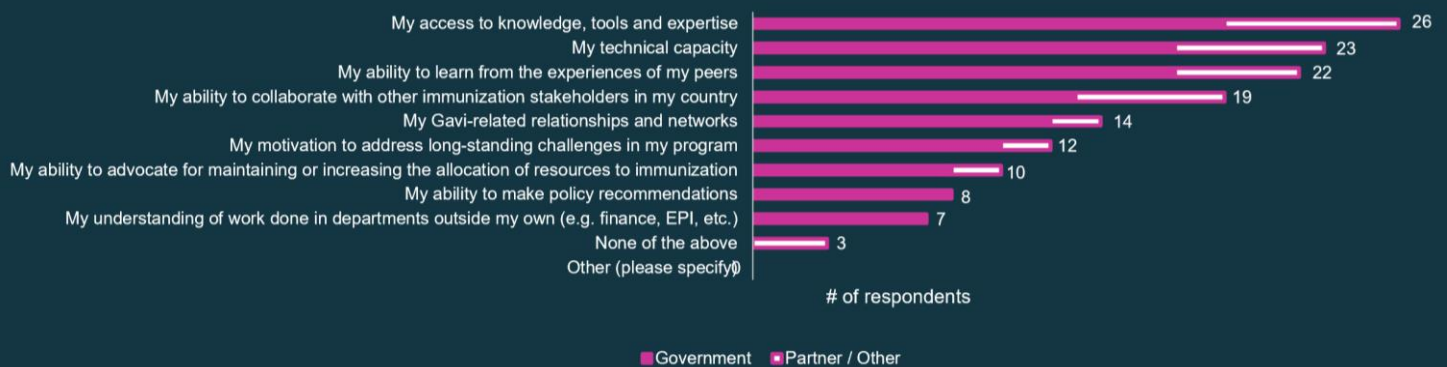 My access to knowledge, tools and expertise 26
My technical capacity 23
My ability to learn from the experiences of my peers 22
My ability to collaborate with other immunization stakeholders in my country 19
My Gavi-related relationships and networks 14
My motivation to address long-standing challenges in my program 12
My ability to advocate for maintaining or increasing the allocation of resources to immunization 10
My ability to make policy recommendations 8
My understanding of work done in departments outside my own (e.g. finance, EPI, etc.) 7
None of the above 3
Other (please specify) 0
# of respondents
Government Partner / Other